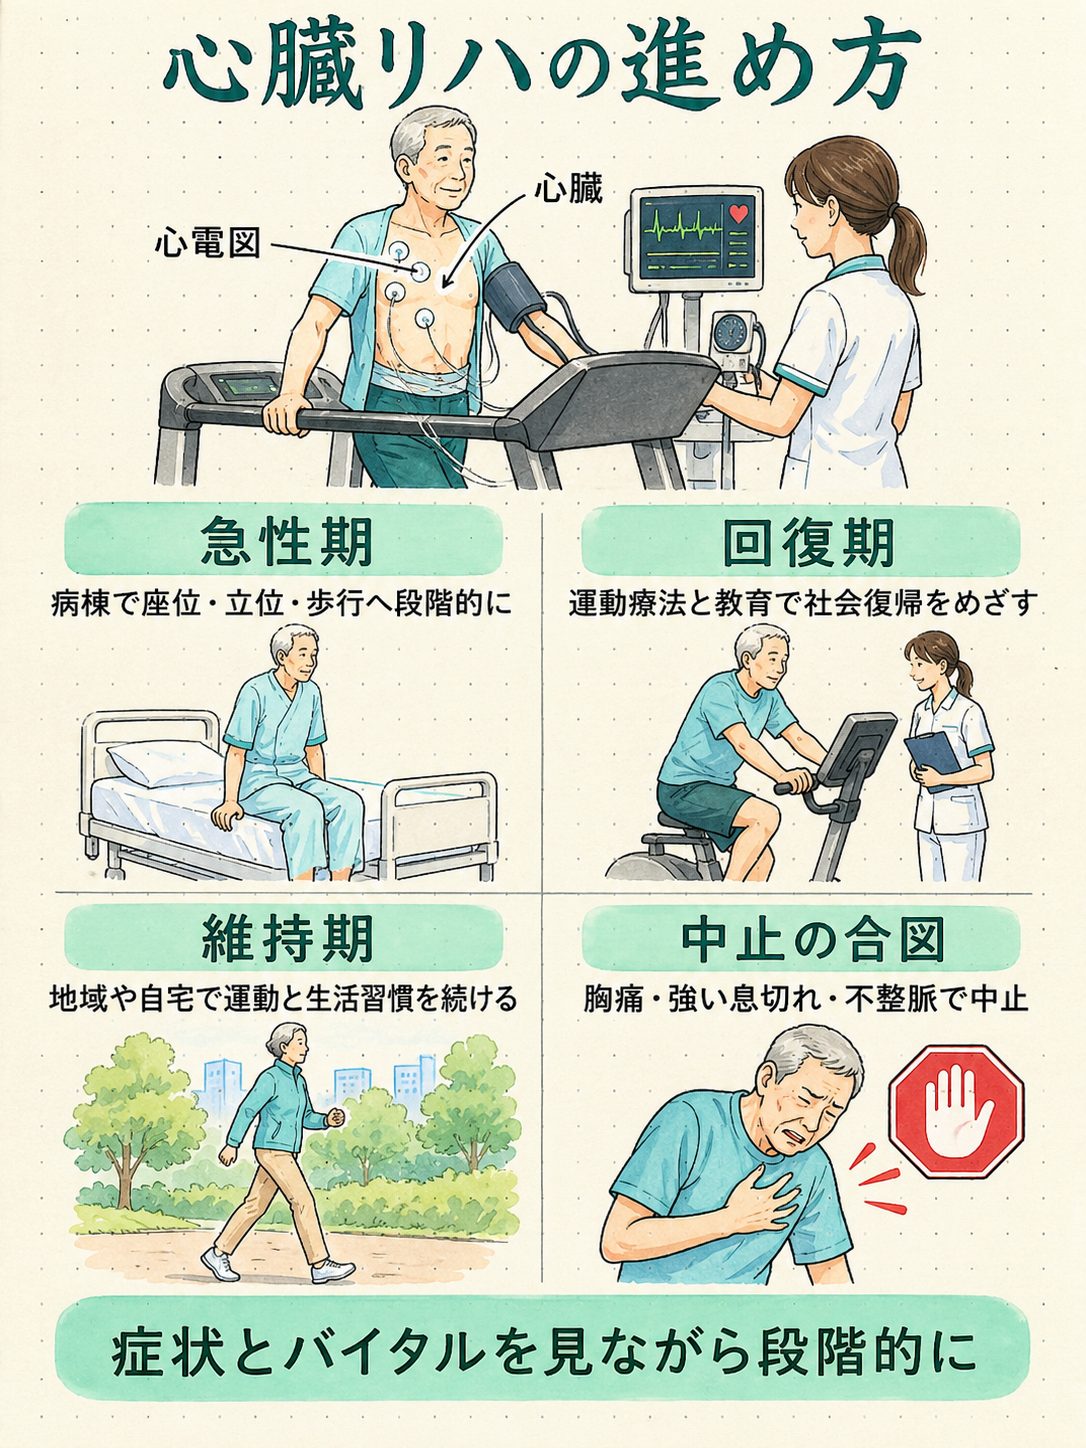 心臓リハの進め方
心臓
心電図
急性期
病棟で座位・立位・歩行へ段階的に
回復期
運動療法と教育で社会復帰をめざす
維持期
地域や自宅で運動と生活習慣を続ける
中止の合図
胸痛・強い息切れ・不整脈で中止
症状とバイタルを見ながら段階的に